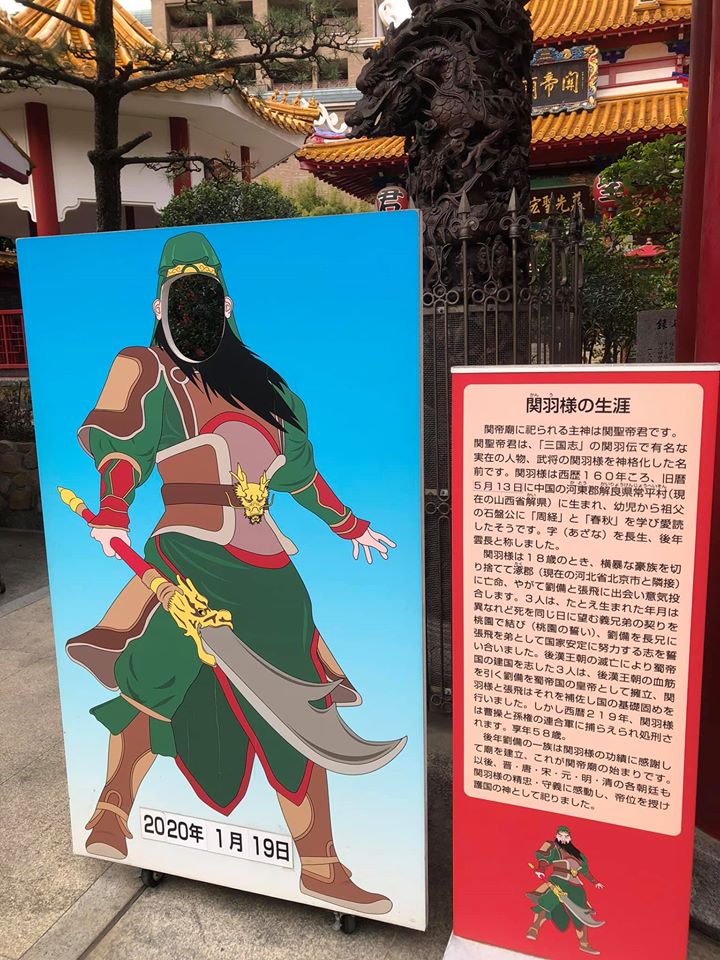 關帝
君
関羽様の生涯
かん う
関帝廟に祀られる主神は関聖帝君です。
関聖帝君は、「三国志」の関羽伝で有名な
実在の人物、武将の関羽様を神格化した名
前です。関羽様は西歴160年ころ、旧暦
5月13日に中国の河東郡解良県常平村(現
在の山西省解県)に生まれ、幼児から祖父
の石盤公に「周経」と「春秋」を学び愛読
したそうです。字(あざな)を長生、後年
雲長と称しました。
関羽様は18歳のとき、横暴な豪族を切
り捨てて涿郡(現在の河北省北京市と隣接)
に亡命、やがて劉備と張飛に出会い意気投
合します。3人は、たとえ生まれた年月は
異なれど死を同じ日に望む義兄弟の契りを
桃園で結び(桃園の誓い)、劉備を長兄に
張飛を弟として国家安定に努力する志を誓
い合いました。後漢王朝の滅亡により蜀帝
国の建国を志した3人は、後漢王朝の血筋
を引く劉備を蜀帝国の皇帝として擁立、関
羽様と張飛はそれを補佐し国の基礎固めを
行いました。しかし西暦219年、関羽様
は曹操と孫権の連合軍に捕らえられ処刑さ
れます。享年58歳。
後年劉備の一族は関羽様の功績に感謝し
て廟を建立、これが関帝廟の始まりです。
以後、晋・唐・宋・元・明・清の各朝廷も
関羽様の精忠・守義に感動し、帝位を授け
護国の神として祀りました。
2020年 1月 19日